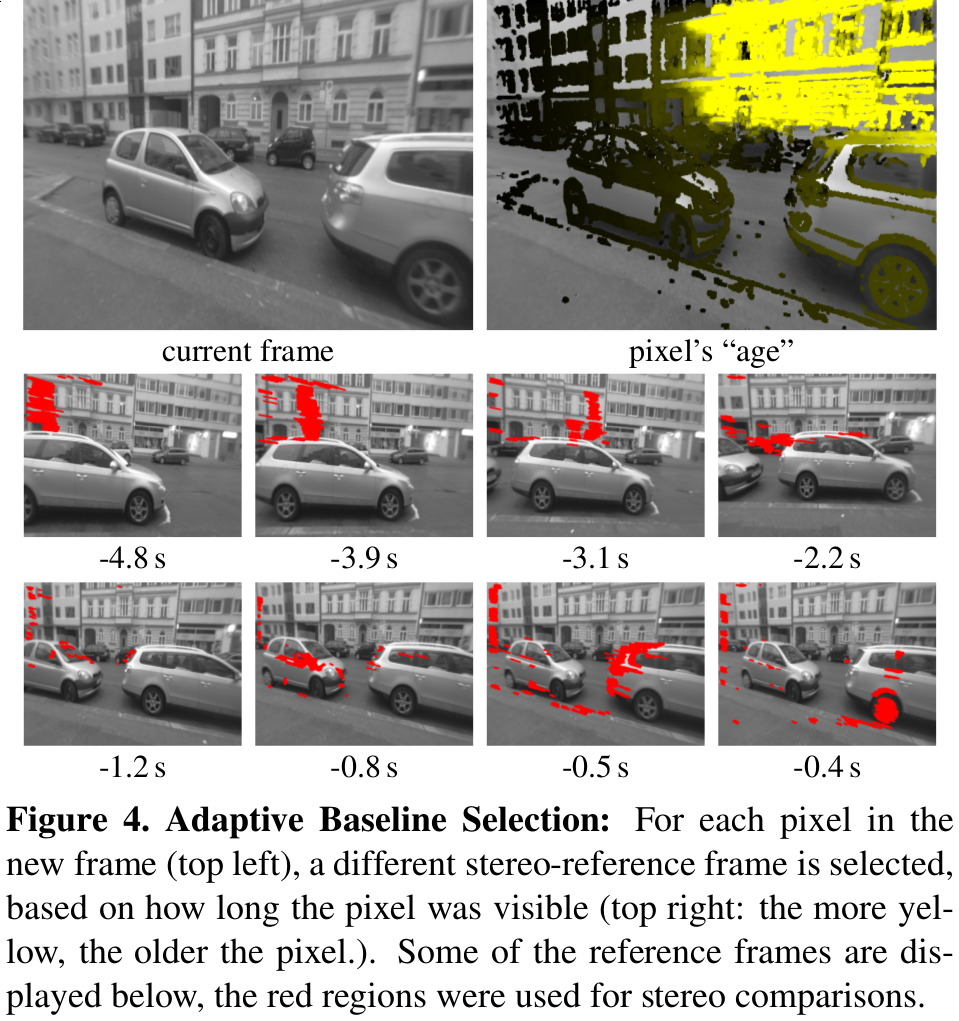 current frame
pixel's “age”
-4.8 s
-3.9 s
-3.1 s
-2.2 s
-1.2 s
-0.8 s
-0.5 s
-0.4 s
Figure 4. Adaptive Baseline Selection: For each pixel in the
new frame (top left), a different stereo-reference frame is selected,
based on how long the pixel was visible (top right: the more yel-
low, the older the pixel.). Some of the reference frames are dis-
played below, the red regions were used for stereo comparisons.